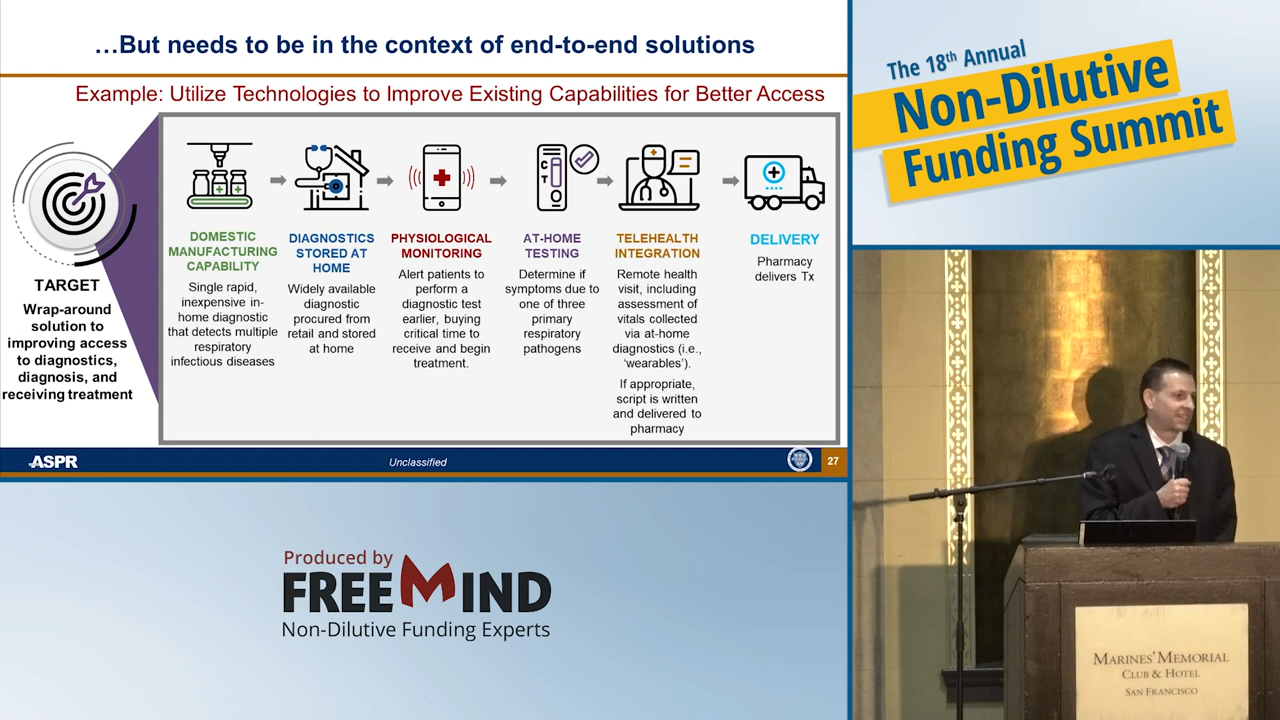 …But needs to be in the context of end-to-end solutions
Example: Utilize Technologies to Improve Existing Capabilities for Better Access
TARGET
Wrap-around
solution to
improving access
to diagnostics,
diagnosis, and
receiving treatment
DOMESTIC
MANUFACTURING
CAPABILITY
Single rapid,
inexpensive in-
home diagnostic
that detects multiple
respiratory
infectious diseases
DIAGNOSTICS
STORED AT
HOME
Widely available
diagnostic
procured from
retail and stored
at home
PHYSIOLOGICAL
MONITORING
Alert patients to
perform a
diagnostic test
earlier, buying
critical time to
receive and begin
treatment.
C
T
AT-HOME
TESTING
Determine if
symptoms due to
one of three
primary
respiratory
pathogens
TELEHEALTH
INTEGRATION
Remote health
visit, including
assessment of
vitals collected
via at-home
diagnostics (i.e.,
‘wearables’).
If appropriate,
script is written
and delivered to
pharmacy
DELIVERY
Pharmacy
delivers Tx
ASPR
Unclassified
27
The 18th Annual
Non-Dilutive
Funding Summit
Produced by
FREEMIND
Non-Dilutive Funding Experts
MARINES' MEMORIAL
CLUB & HOTEL
SAN FRANCISCO